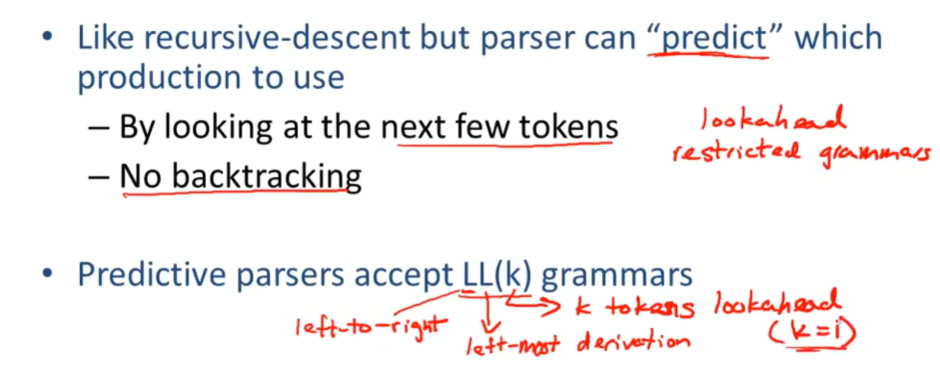 • Like recursive-descent but parser can “predict” which
production to use
– By looking at the next few tokens
lookahead
restricted grammars
– No backtracking
• Predictive parsers accept LL(k) grammars
left-to-right
left-most derivation
k tokens lookahead
(k=1)